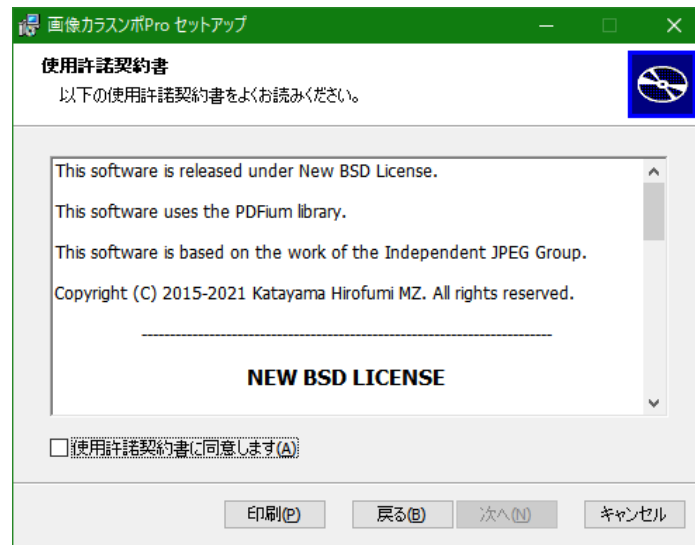 画像カラスンポPro セットアップ
使用許諾契約書
以下の使用許諾契約書をよくお読みください。
This software is released under New BSD License.
This software uses the PDFium library.
This software is based on the work of the Independent JPEG Group.
Copyright (C) 2015-2021 Katayama Hirofumi MZ. All rights reserved.
--------------------------------------------------------------------------
NEW BSD LICENSE
使用許諾契約書に同意します(A)
印刷(P) 戻る(B) 次へ(N) キャンセル